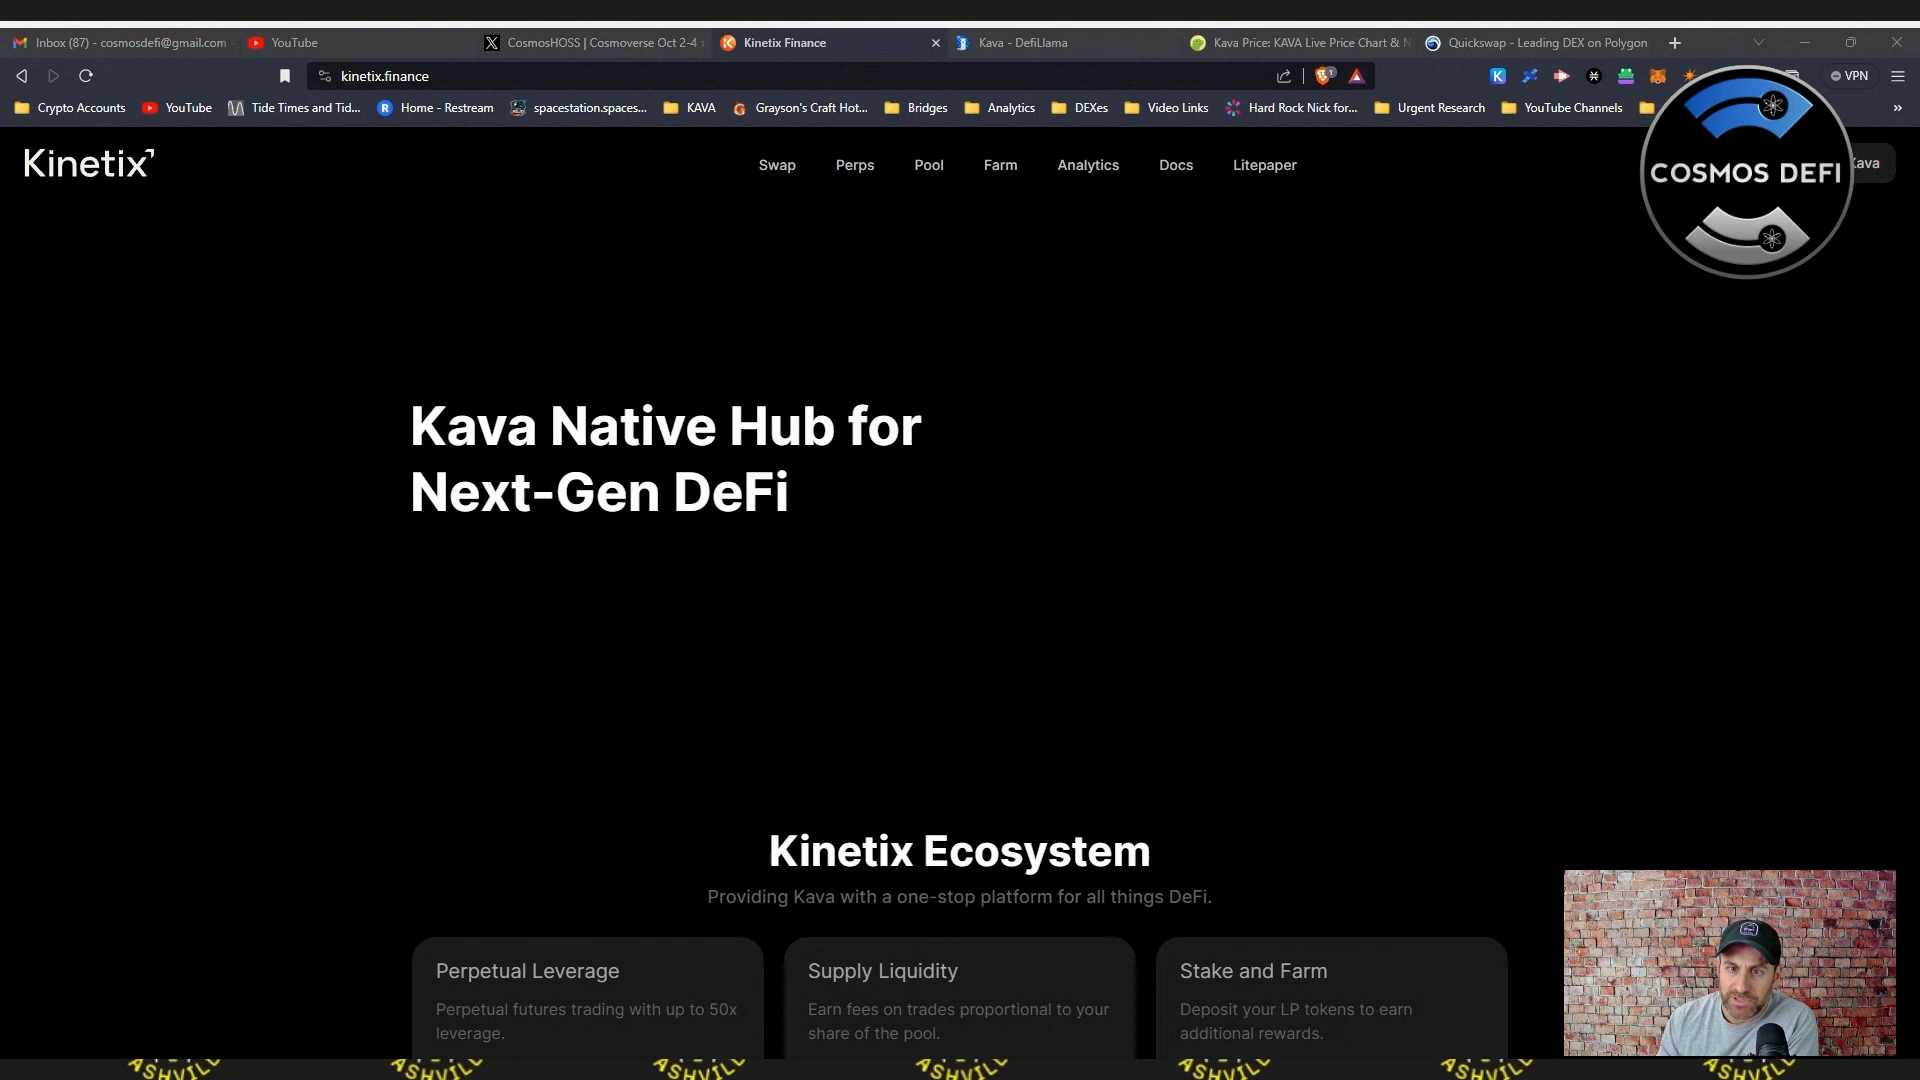 Inbox (87) - cosmosdefi@gmail.com
YouTube
CosmosHOSS | Cosmoverse Oct 2-4
Kinetix Finance
Kava - DefiLlama
Kava Price: KAVA Live Price Chart & N
Quickswap - Leading DEX on Polygon
kinetix.finance
1
VPN
Crypto Accounts
YouTube
Tide Times and Tid...
Home - Restream
spacestation.spaces...
KAVA
Grayson's Craft Hot...
Bridges
Analytics
DEXes
Video Links
Hard Rock Nick for...
Urgent Research
YouTube Channels
Kinetix
Swap
Perps
Pool
Farm
Analytics
Docs
Litepaper
COSMOS DEFI
Kava Native Hub for
Next-Gen DeFi
Kinetix Ecosystem
Providing Kava with a one-stop platform for all things DeFi.
Perpetual Leverage
Perpetual futures trading with up to 50x
leverage.
Supply Liquidity
Earn fees on trades proportional to your
share of the pool.
Stake and Farm
Deposit your LP tokens to earn
additional rewards.